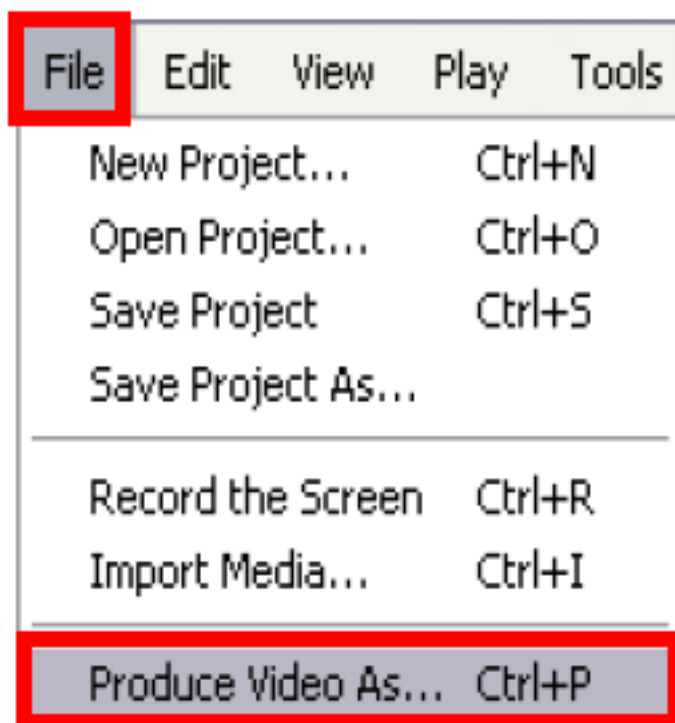 File Edit View Play Tools
New Project... Ctrl+N
Open Project... Ctrl+O
Save Project Ctrl+S
Save Project As...
Record the Screen Ctrl+R
Import Media... Ctrl+I
Produce Video As... Ctrl+P